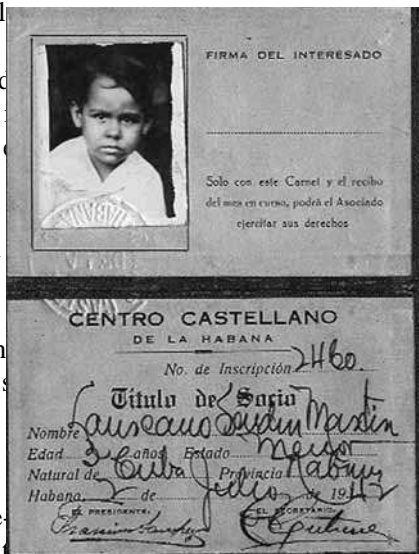 FIRMA DEL INTERESADO
Solo con este Carnet y el recibo
del mes en curso, podrá el Asociado
ejercitar sus derechos
CENTRO CASTELLANO
DE LA HABANA
No. de Inscripción 2460.
Título de Socio
Nombre Martin
Edad 3 años Estado Menor
Natural de Cuba Provincia Habana
Habana 2 de Julio de 1942
EL PRESIDENTE: EL SECRETARIO: